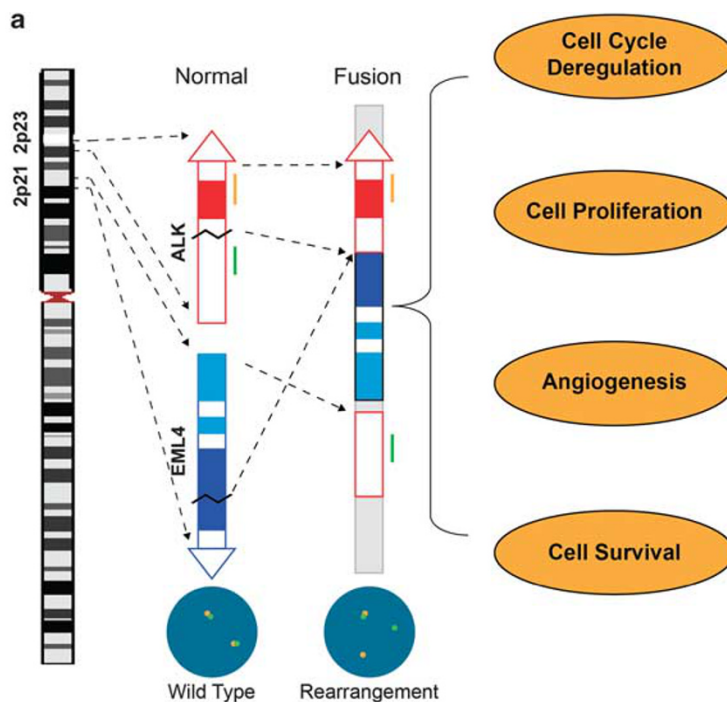 a
Normal
Fusion
2p23
2p21
ALK
EML4
Wild Type
Rearrangement
Cell Cycle
Deregulation
Cell Proliferation
Angiogenesis
Cell Survival